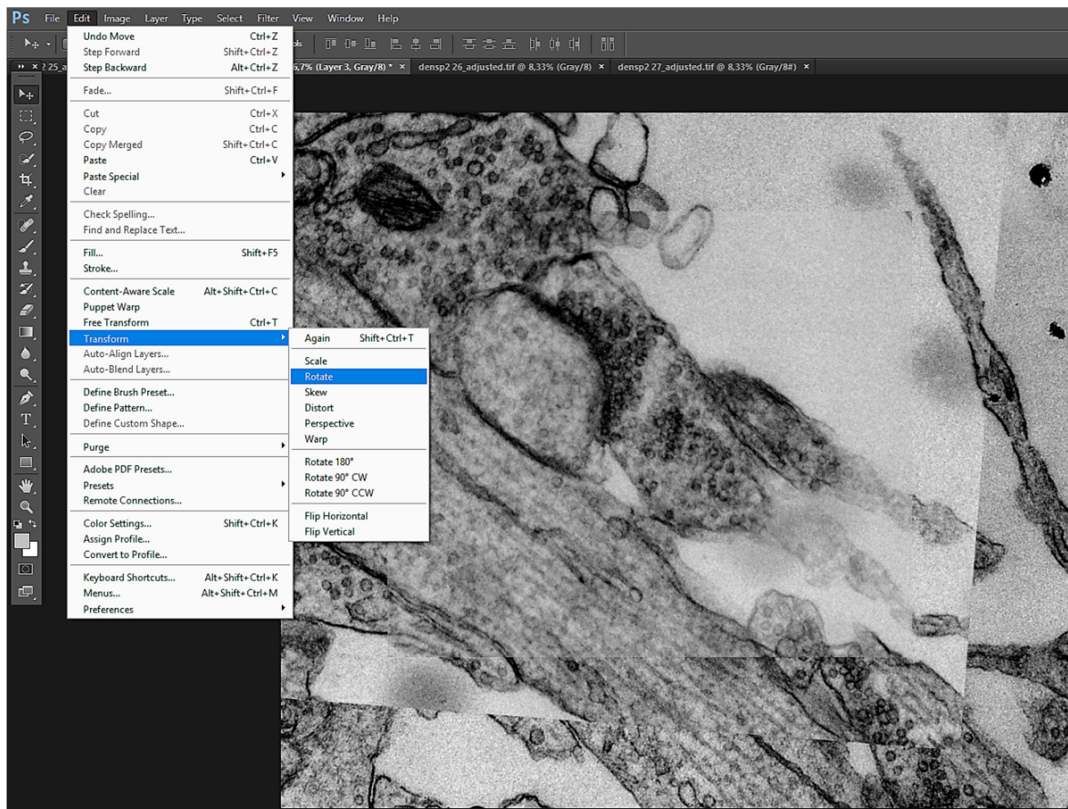 Ps File Edit Image Layer Type Select Filter View Window Help
25_a
6,7% (Layer 3, Gray/8) * × densp2 26_adjusted.tif @ 8,33% (Gray/8) × densp2 27_adjusted.tif @ 8,33% (Gray/8#) ×
Undo Move Ctrl+Z
Step Forward Shift+Ctrl+Z
Step Backward Alt+Ctrl+Z
Fade... Shift+Ctrl+F
Cut Ctrl+X
Copy Ctrl+C
Copy Merged Shift+Ctrl+C
Paste Ctrl+V
Paste Special
Clear
Check Spelling...
Find and Replace Text...
Fill... Shift+F5
Stroke...
Content-Aware Scale Alt+Shift+Ctrl+C
Puppet Warp
Free Transform Ctrl+T
Transform
Auto-Align Layers...
Auto-Blend Layers...
Define Brush Preset...
Define Pattern...
Define Custom Shape...
Purge
Adobe PDF Presets...
Presets
Remote Connections...
Color Settings... Shift+Ctrl+K
Assign Profile...
Convert to Profile...
Keyboard Shortcuts... Alt+Shift+Ctrl+K
Menus... Alt+Shift+Ctrl+M
Preferences
Again Shift+Ctrl+T
Scale
Rotate
Skew
Distort
Perspective
Warp
Rotate 180°
Rotate 90° CW
Rotate 90° CCW
Flip Horizontal
Flip Vertical